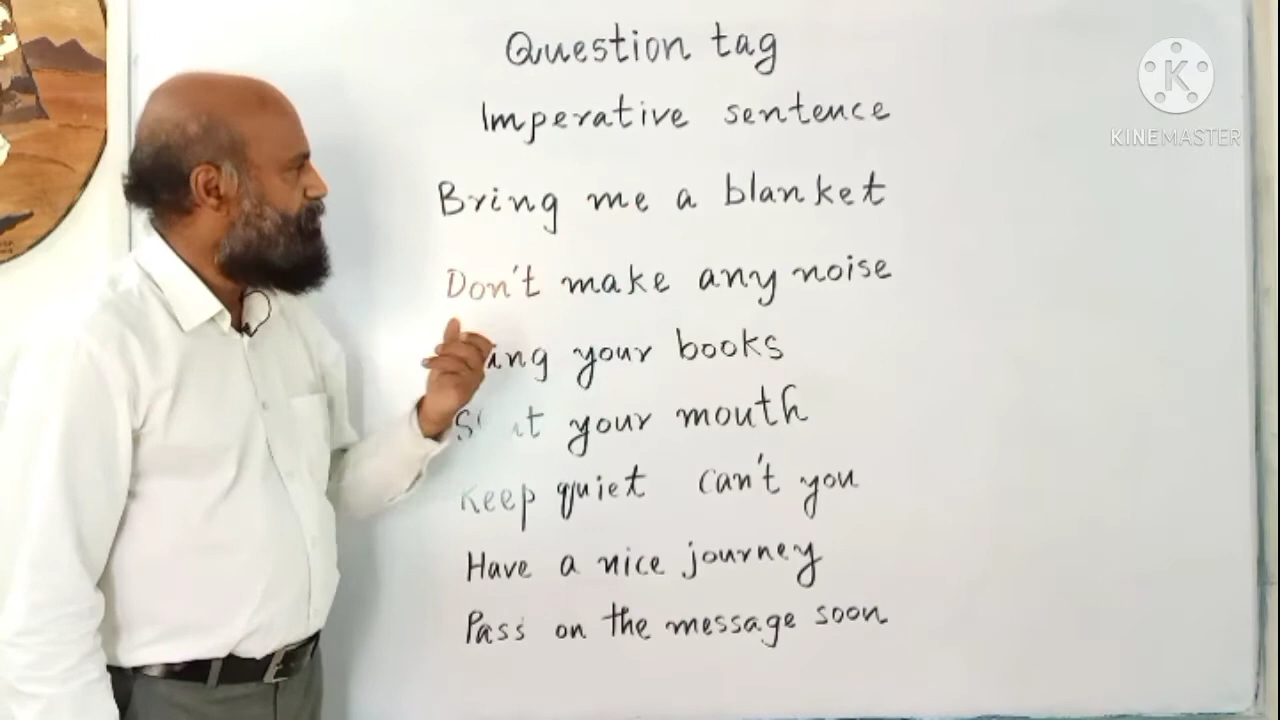 Question tag
Imperative sentence
Bring me a blanket
Don't make any noise
your books
your mouth
Keep quiet can't you
Have a nice journey
Pass on the message soon
KINEMASTER